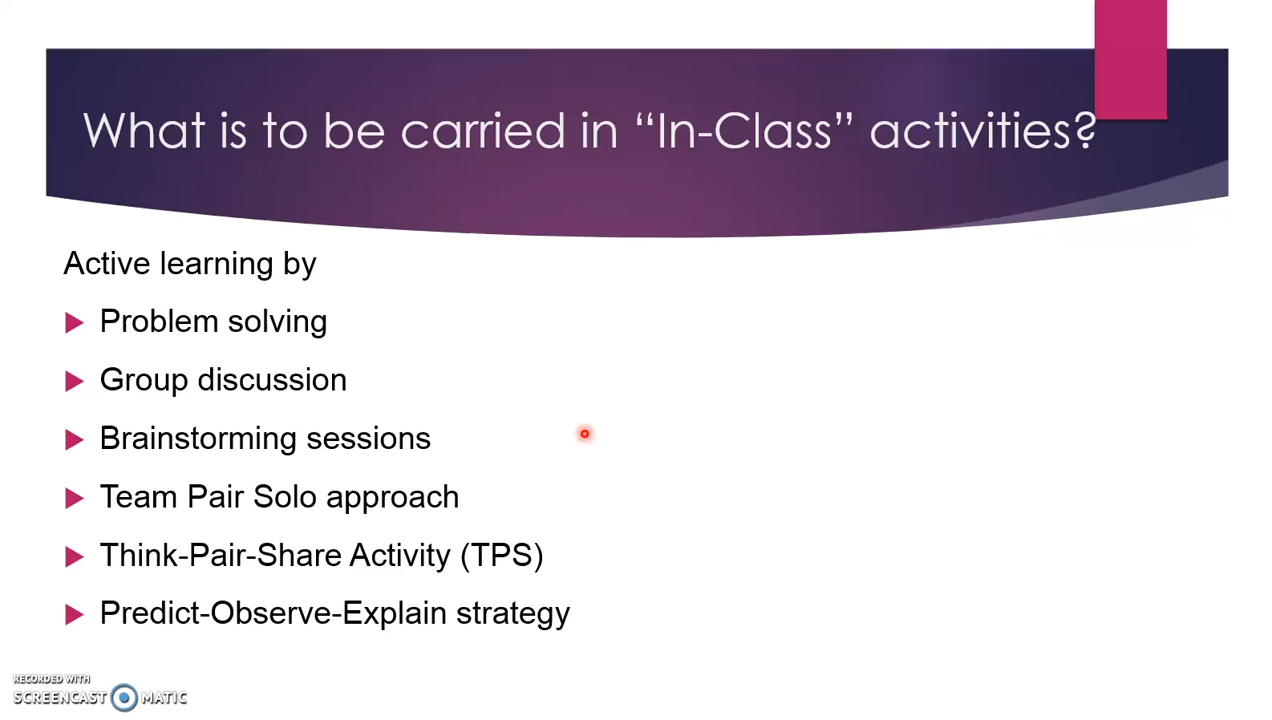 What is to be carried in “In-Class” activities?
Active learning by
Problem solving
Group discussion
Brainstorming sessions
Team Pair Solo approach
Think-Pair-Share Activity (TPS)
Predict-Observe-Explain strategy
RECORDED WITH
SCREENCAST MATIC